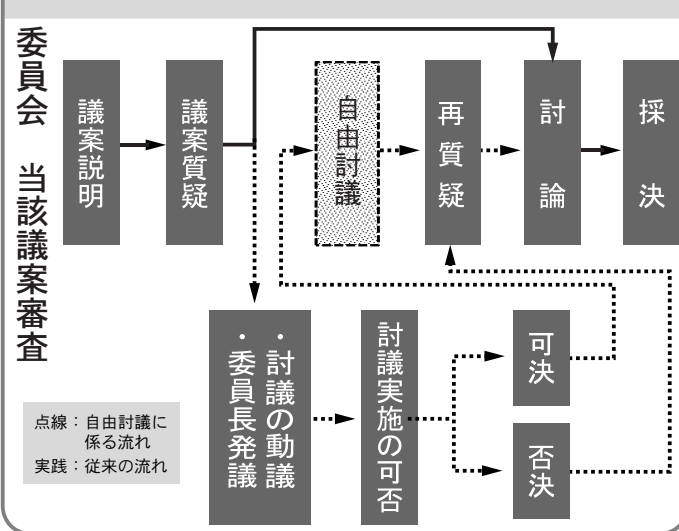 委員会　当該議案審査
議案説明
議案質疑
自由討議
再質疑
討論
採決
・討議の動議
・委員長発議
討議実施の可否
可決
否決
点線：自由討議に
係る流れ
実践：従来の流れ